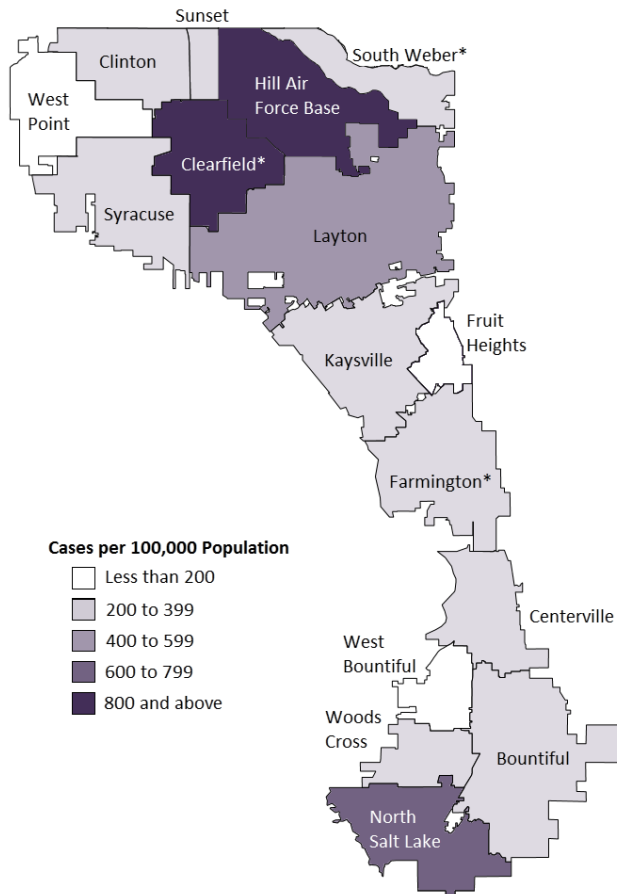 Sunset
Clinton
South Weber*
Hill Air
Force Base
West
Point
Clearfield*
Syracuse
Layton
Fruit
Heights
Kaysville
Farmington*
Cases per 100,000 Population
Less than 200
200 to 399
400 to 599
600 to 799
800 and above
Centerville
West
Bountiful
Woods
Cross
Bountiful
North
Salt Lake